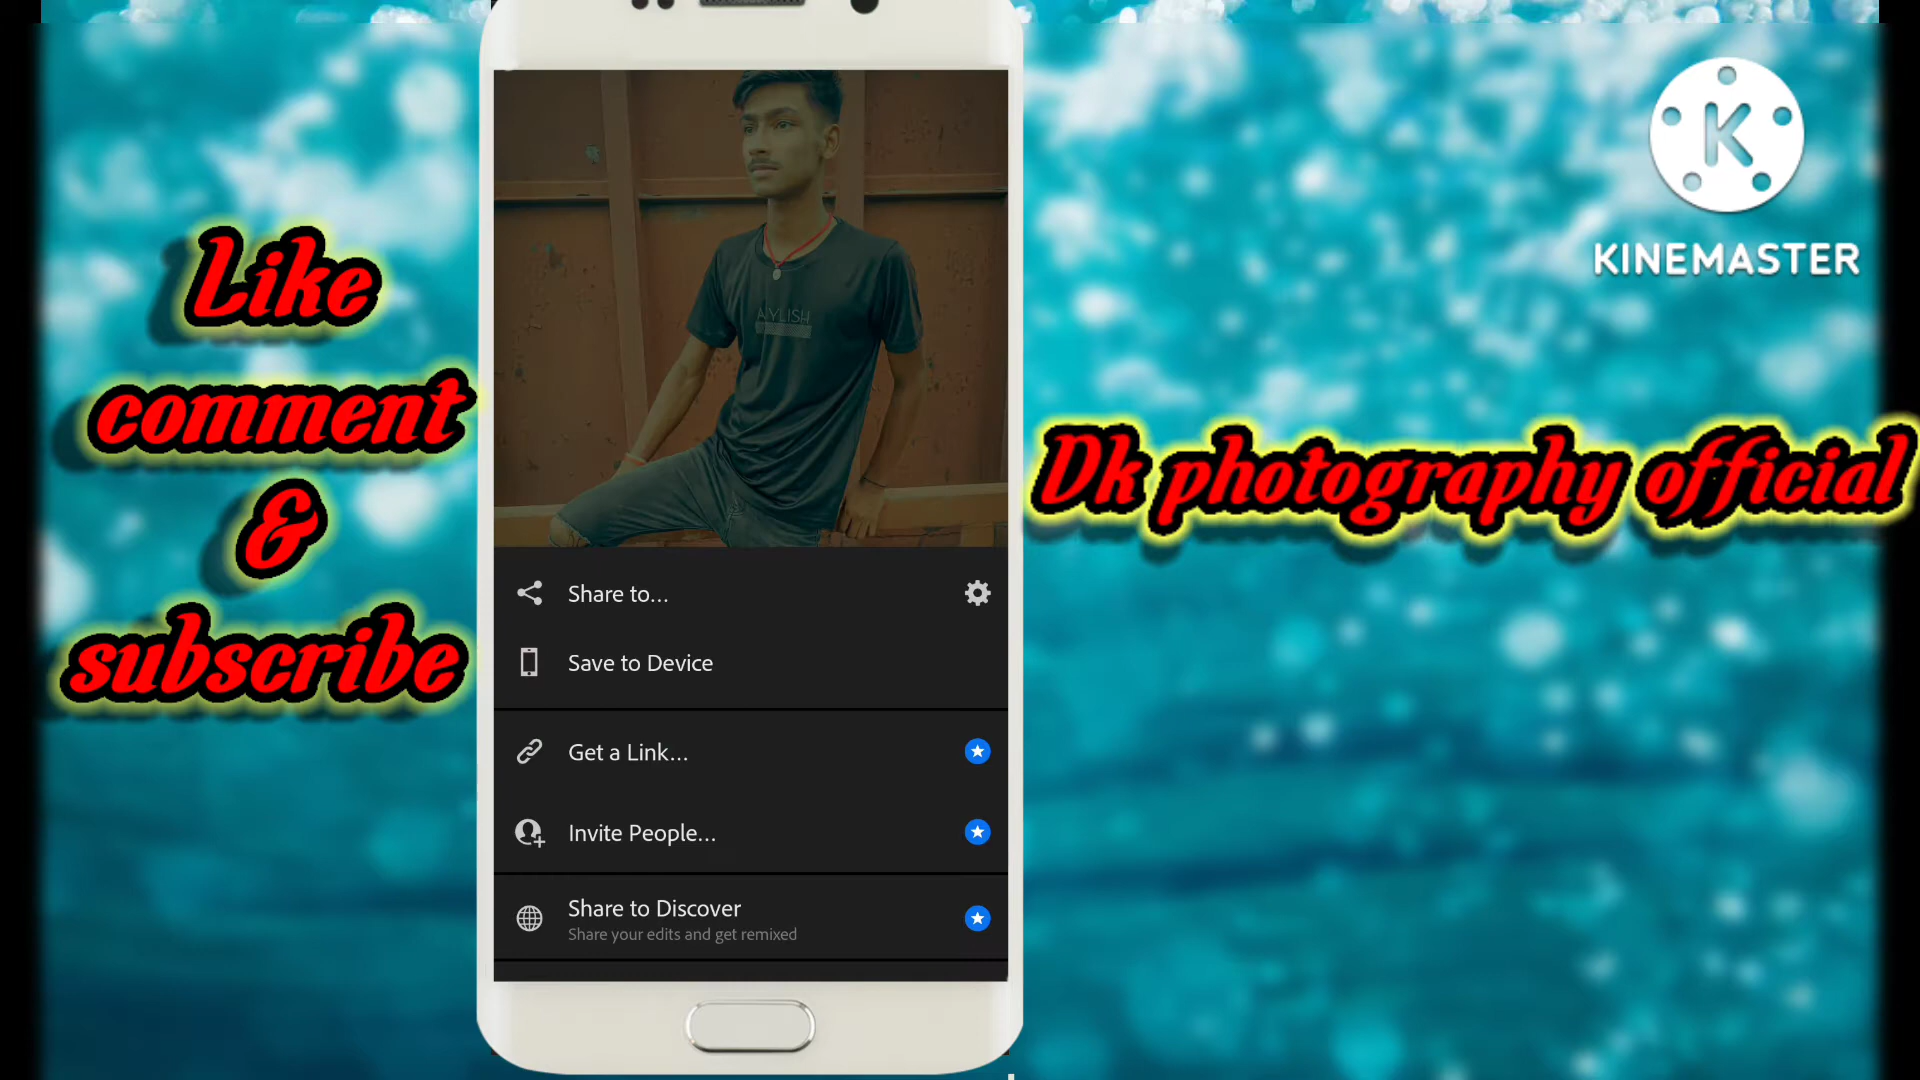 Like
comment
&
subscribe
Share to...
Save to Device
Get a Link...
Invite People...
Share to Discover
Share your edits and get remixed
K
KINEMASTER
Dk photography official